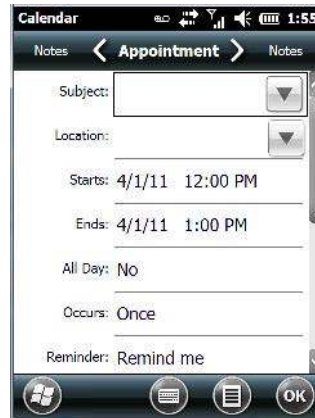 Calendar 1:55
Notes Appointment Notes
Subject:
Location:
Starts: 4/1/11 12:00 PM
Ends: 4/1/11 1:00 PM
All Day: No
Occurs: Once
Reminder: Remind me
OK